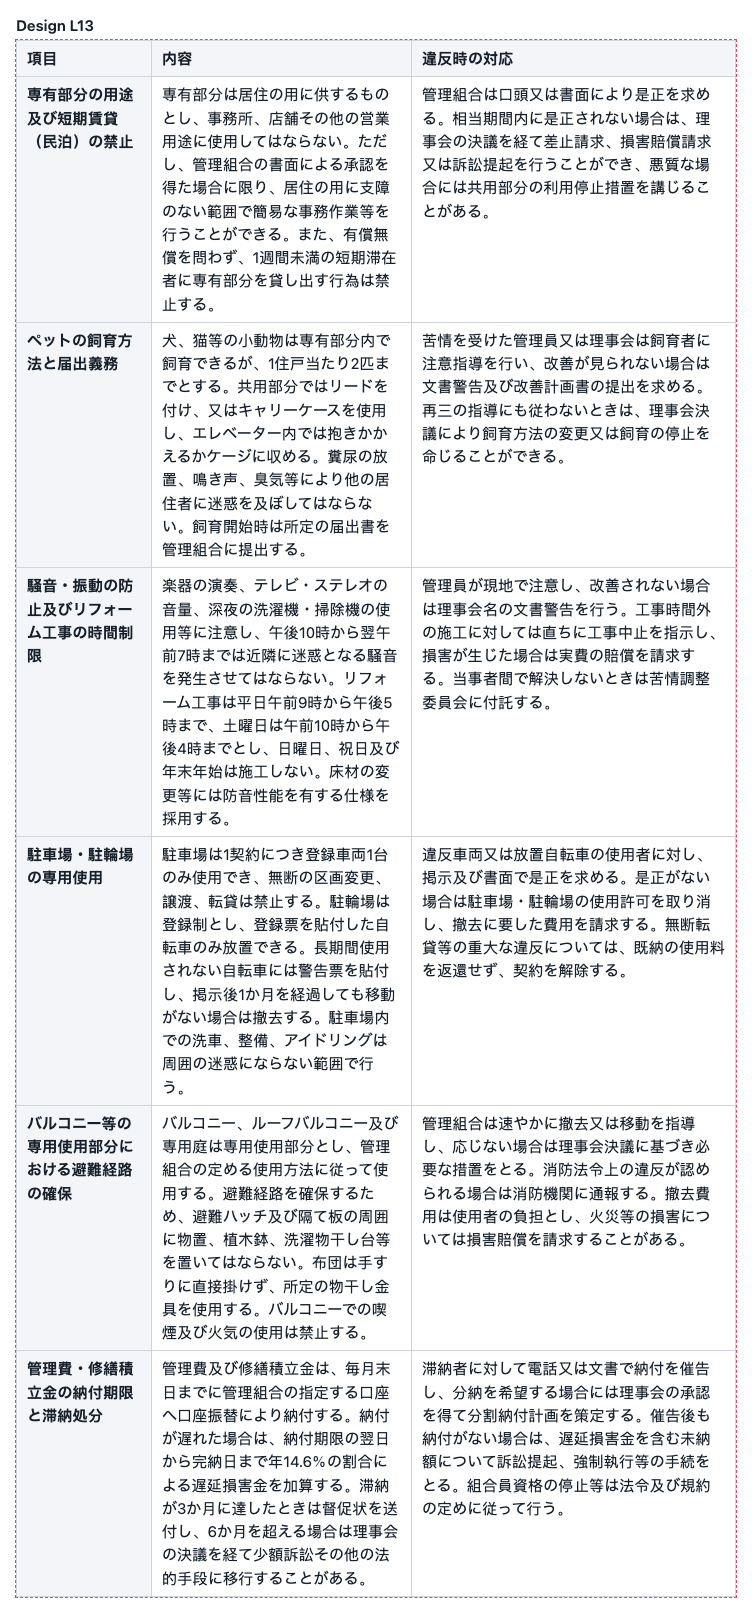 Design L13
項目
内容
違反時の対応
専有部分の用途
及び短期賃貸
（民泊）の禁止
専有部分は居住の用に供するもの
とし、事務所、店舗その他の営業
用途に使用してはならない。ただ
し、管理組合の書面による承認を
得た場合に限り、居住の用に支障
のない範囲で簡易な事務作業等を
行うことができる。また、有償無
償を問わず、1週間未満の短期滞在
者に専有部分を貸し出す行為は禁
止する。
管理組合は口頭又は書面により是正を求め
る。相当期間内に是正されない場合は、理
事会の決議を経て差止請求、損害賠償請求
又は訴訟提起を行うことができ、悪質な場
合には共用部分の利用停止措置を講じるこ
とがある。
ペットの飼育方
法と届出義務
犬、猫等の小動物は専有部分内で
飼育できるが、1住戸当たり2匹ま
でとする。共用部分ではリードを
付け、又はキャリーケースを使用
し、エレベーター内では抱きかか
えるかケージに収める。糞尿の放
置、鳴き声、臭気等により他の居
住者に迷惑を及ぼしてはならな
い。飼育開始時は所定の届出書を
管理組合に提出する。
苦情を受けた管理員又は理事会は飼育者に
注意指導を行い、改善が見られない場合は
文書警告及び改善計画書の提出を求める。
再三の指導にも従わないときは、理事会決
議により飼育方法の変更又は飼育の停止を
命じることができる。
騒音・振動の防
止及びリフォー
ム工事の時間制
限
楽器の演奏、テレビ・ステレオの
音量、深夜の洗濯機・掃除機の使
用等に注意し、午後10時から翌午
前7時までは近隣に迷惑となる騒音
を発生させてはならない。リフォ
ーム工事は平日午前9時から午後5
時まで、土曜日は午前10時から午
後4時までとし、日曜日、祝日及び
年末年始は施工しない。床材の変
更等には防音性能を有する仕様を
採用する。
管理員が現地で注意し、改善されない場合
は理事会名の文書警告を行う。工事時間外
の施工に対しては直ちに工事中止を指示し、
損害が生じた場合は実費の賠償を請求す
る。当事者間で解決しないときは苦情調整
委員会に付託する。
駐車場・駐輪場
の専用使用
駐車場は1契約につき登録車両1台
のみ使用でき、無断の区画変更、
譲渡、転貸は禁止する。駐輪場は
登録制とし、登録票を貼付した自
転車のみ放置できる。長期間使用
されない自転車には警告票を貼付
し、掲示後1か月を経過しても移動
がない場合は撤去する。駐車場内
での洗車、整備、アイドリングは
周囲の迷惑にならない範囲で行
う。
違反車両又は放置自転車の使用者に対し、
掲示及び書面で是正を求める。是正がない
場合は駐車場・駐輪場の使用許可を取り消
し、撤去に要した費用を請求する。無断転
貸等の重大な違反については、既納の使用料
を返還せず、契約を解除する。
バルコニー等の
専用使用部分に
おける避難経路
の確保
バルコニー、ルーフバルコニー及び
専用庭は専用使用部分とし、管理
組合の定める使用方法に従って使
用する。避難経路を確保するた
め、避難ハッチ及び隔て板の周囲
に物置、植木鉢、洗濯物干し台等
を置いてはならない。布団は手す
りに直接掛けず、所定の物干し金
具を使用する。バルコニーでの喫
煙及び火気の使用は禁止する。
管理組合は速やかに撤去又は移動を指導
し、応じない場合は理事会決議に基づき必
要な措置をとる。消防法令上の違反が認め
られる場合は消防機関に通報する。撤去費
用は使用者の負担とし、火災等の損害につ
いては損害賠償を請求することがある。
管理費・修繕積
立金の納付期限
と滞納処分
管理費及び修繕積立金は、毎月末
日までに管理組合の指定する口座
へ口座振替により納付する。納付
が遅れた場合は、納付期限の翌日
から完納日まで年14.6%の割合に
よる遅延損害金を加算する。滞納
が3か月に達したときは督促状を送
付し、6か月を超える場合は理事会
の決議を経て少額訴訟その他の法
的手段に移行することがある。
滞納者に対して電話又は文書で納付を催告
し、分納を希望する場合には理事会の承認
を得て分割納付計画を策定する。催告後も
納付がない場合は、遅延損害金を含む未納
額について訴訟提起、強制執行等の手続を
とる。組合員資格の停止等は法令及び規約
の定めに従って行う。